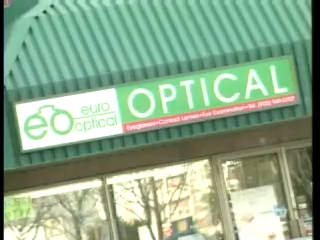 eo euro
optical
OPTICAL
Eyeglasses • Contact Lenses • Eye Examination • Tel: